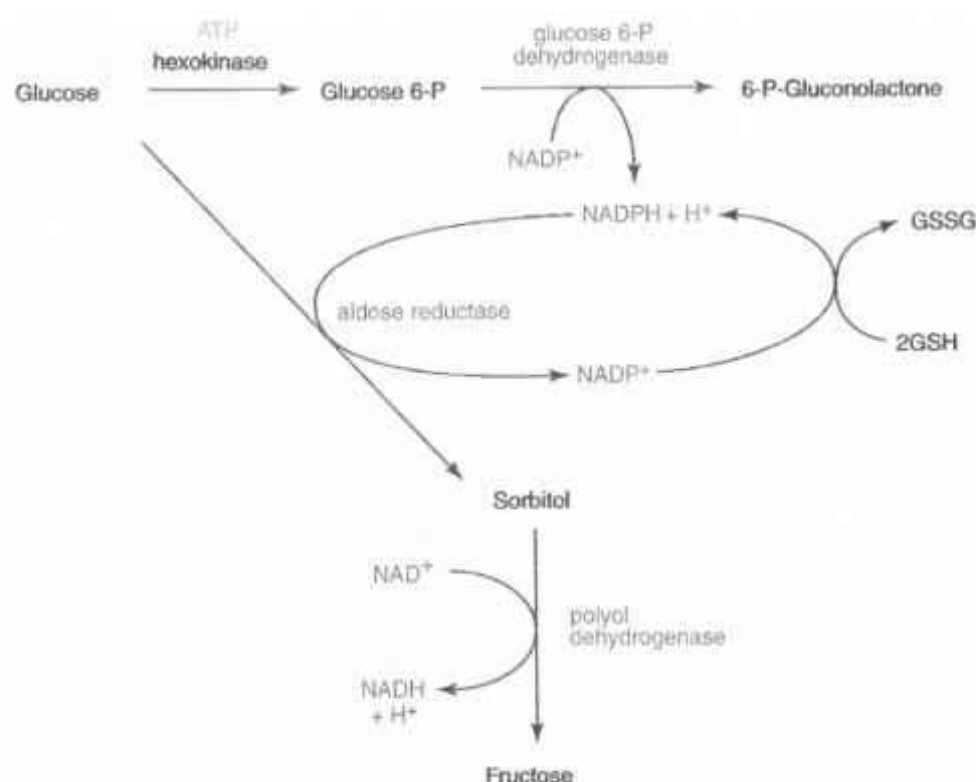 ATP
hexokinase
glucose 6-P
dehydrogenase
Glucose
Glucose 6-P
6-P-Gluconolactone
NADP+
NADPH + H+
GSSG
aldose reductase
2GSH
NADP+
Sorbitol
NAD+
polyol
dehydrogenase
NADH
+ H+
Fructose